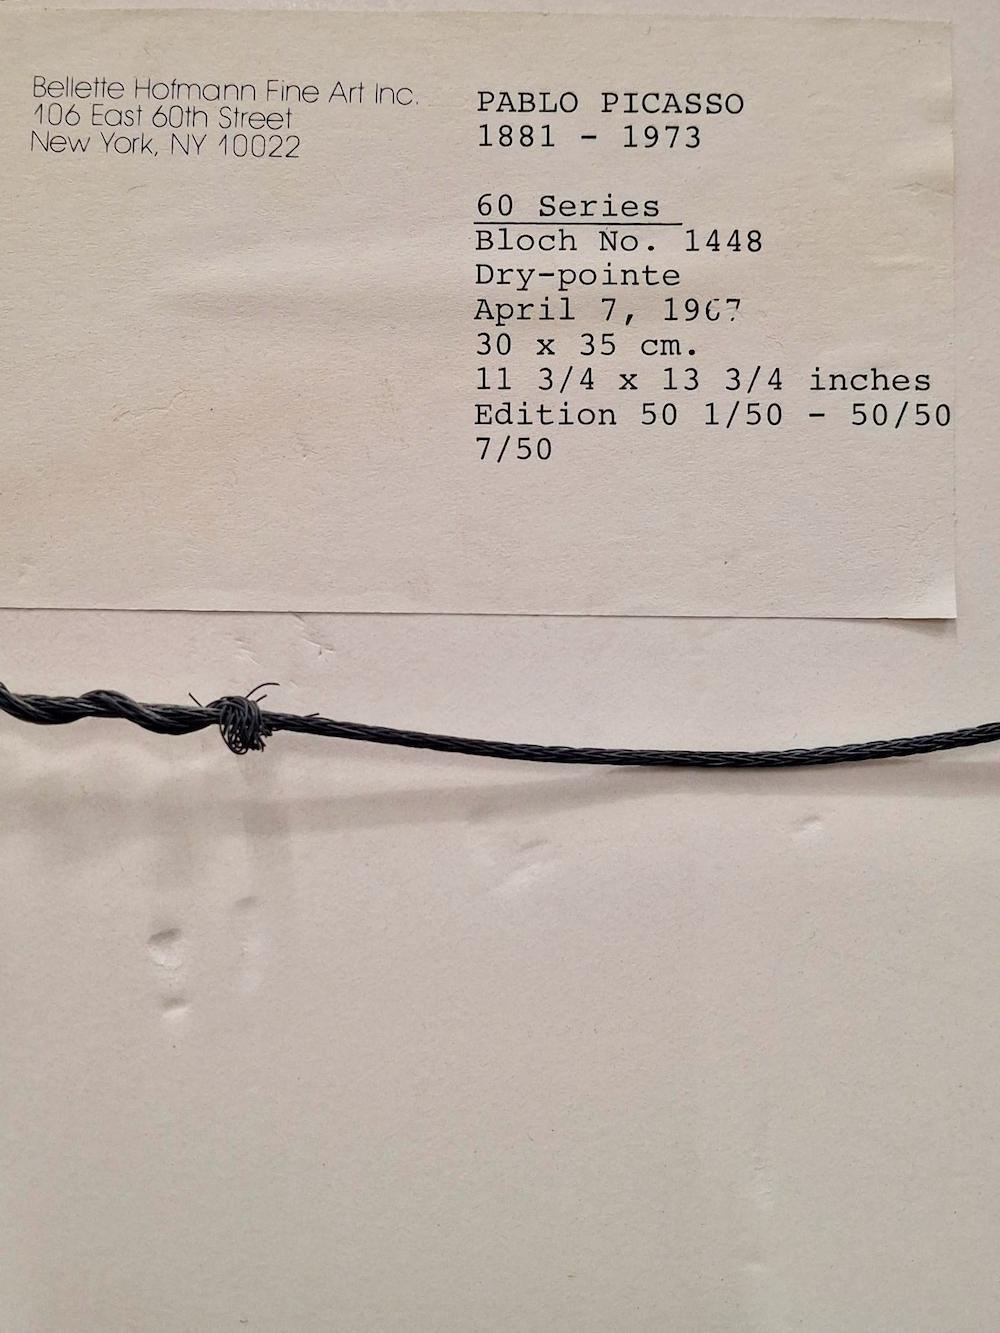 Bellette Hofmann Fine Art Inc.
106 East 60th Street
New York, NY 10022
PABLO PICASSO
1881 - 1973
60 Series
Bloch No. 1448
Dry-pointe
April 7, 1967
30 x 35 cm.
11 3/4 x 13 3/4 inches
Edition 50 1/50 - 50/50
7/50